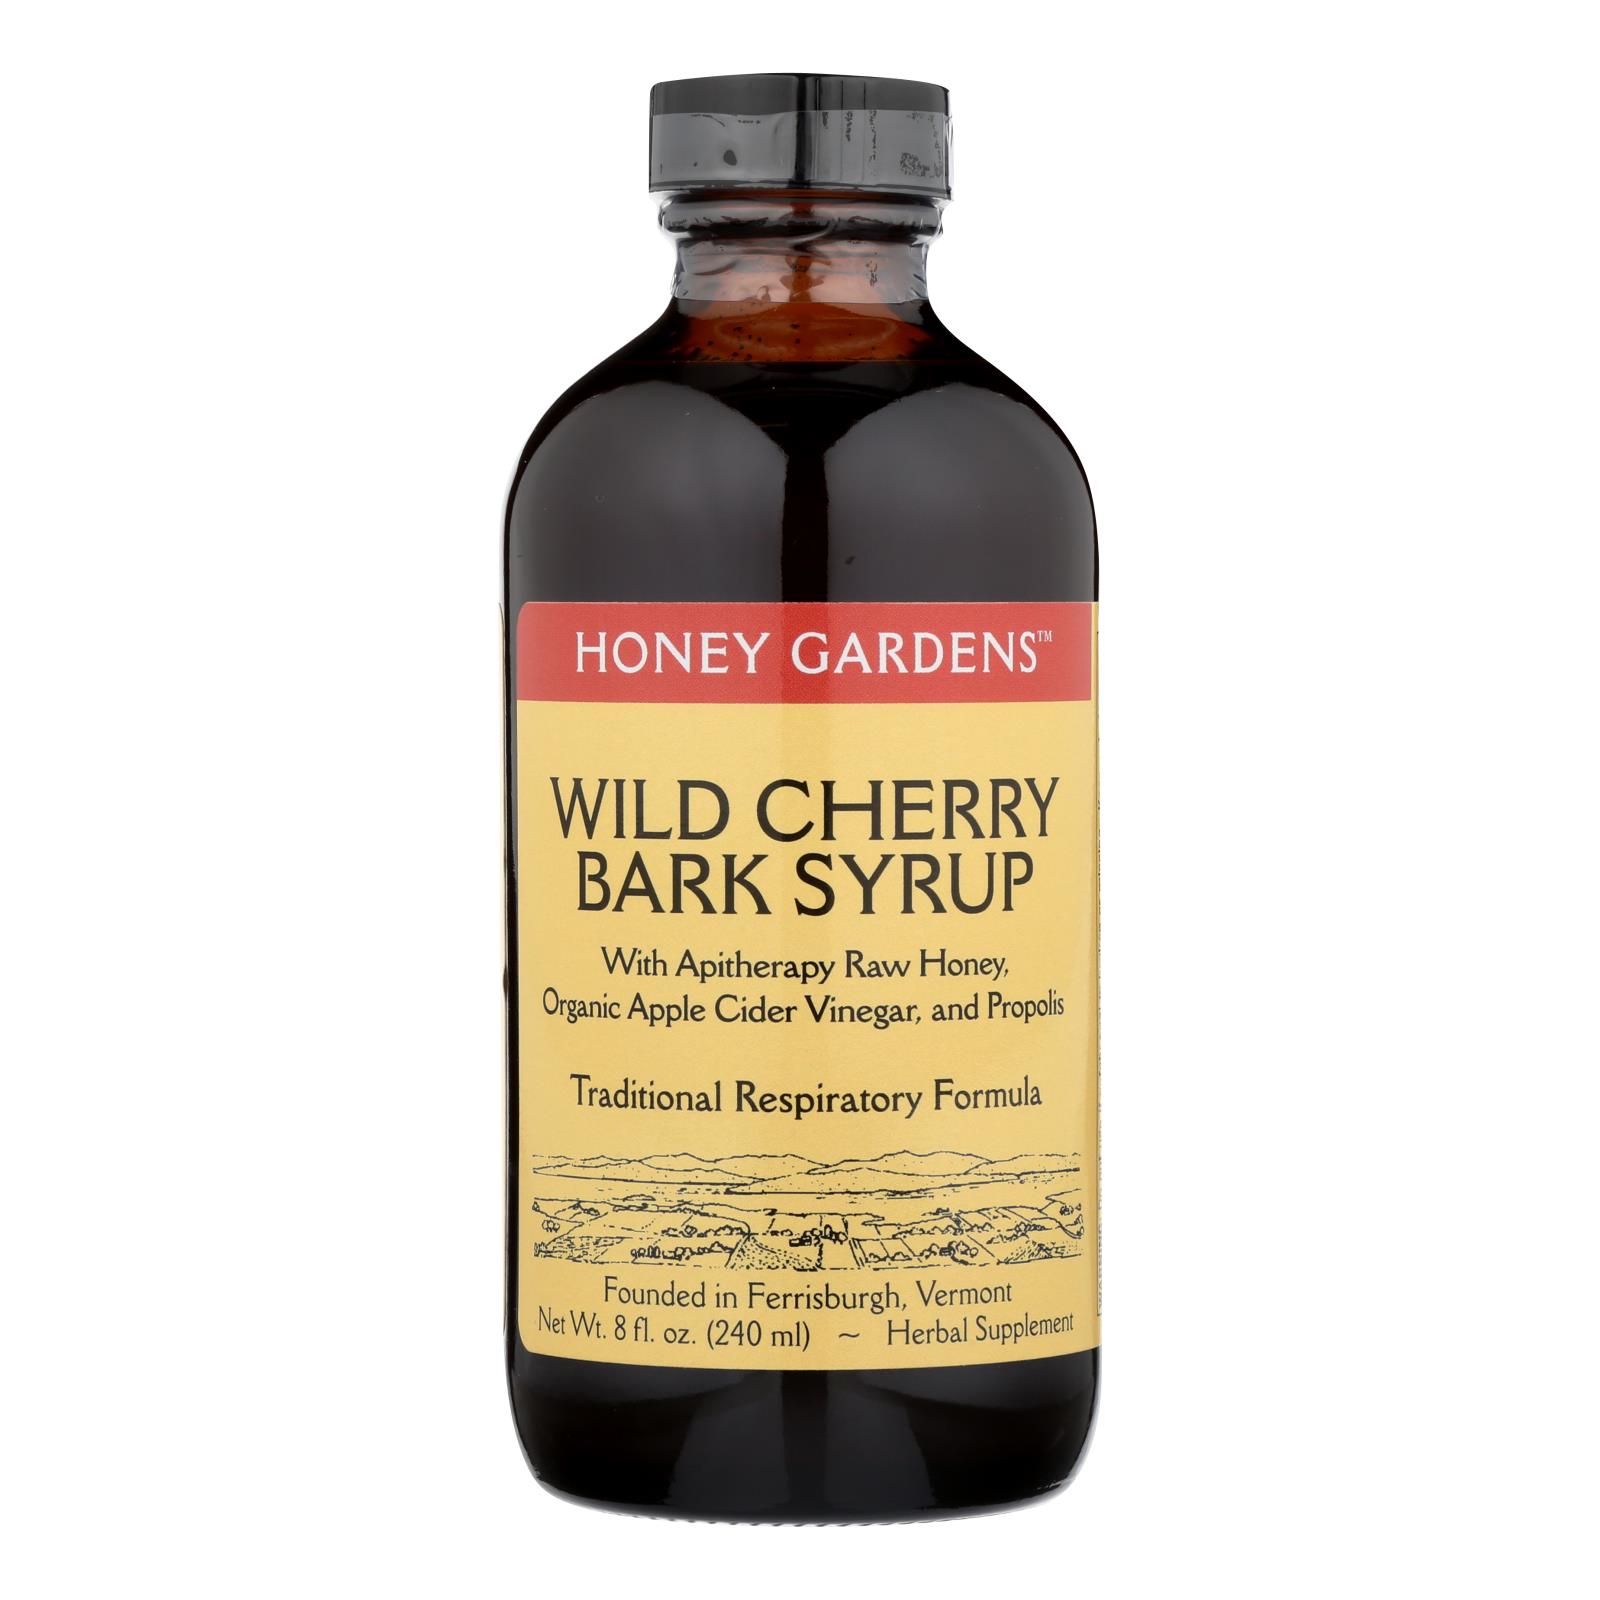 HONEY GARDENS™
WILD CHERRY
BARK SYRUP
With Apitherapy Raw Honey,
Organic Apple Cider Vinegar, and Propolis
Traditional Respiratory Formula
Founded in Ferrisburgh, Vermont
Net Wt. 8 fl. oz. (240 ml) ~ Herbal Supplement